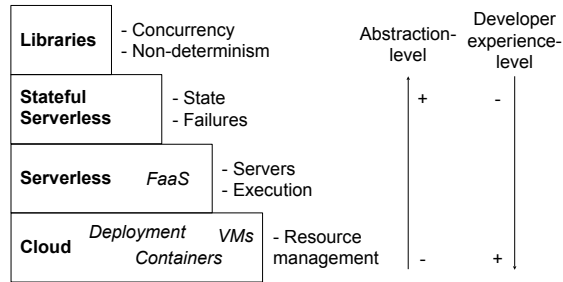 Libraries
- Concurrency
- Non-determinism
Abstraction-
level
Developer
experience-
level
Stateful
Serverless
- State
- Failures
+
-
Serverless
FaaS
- Servers
- Execution
Cloud
Deployment
VMs
Containers
- Resource
management
-
+